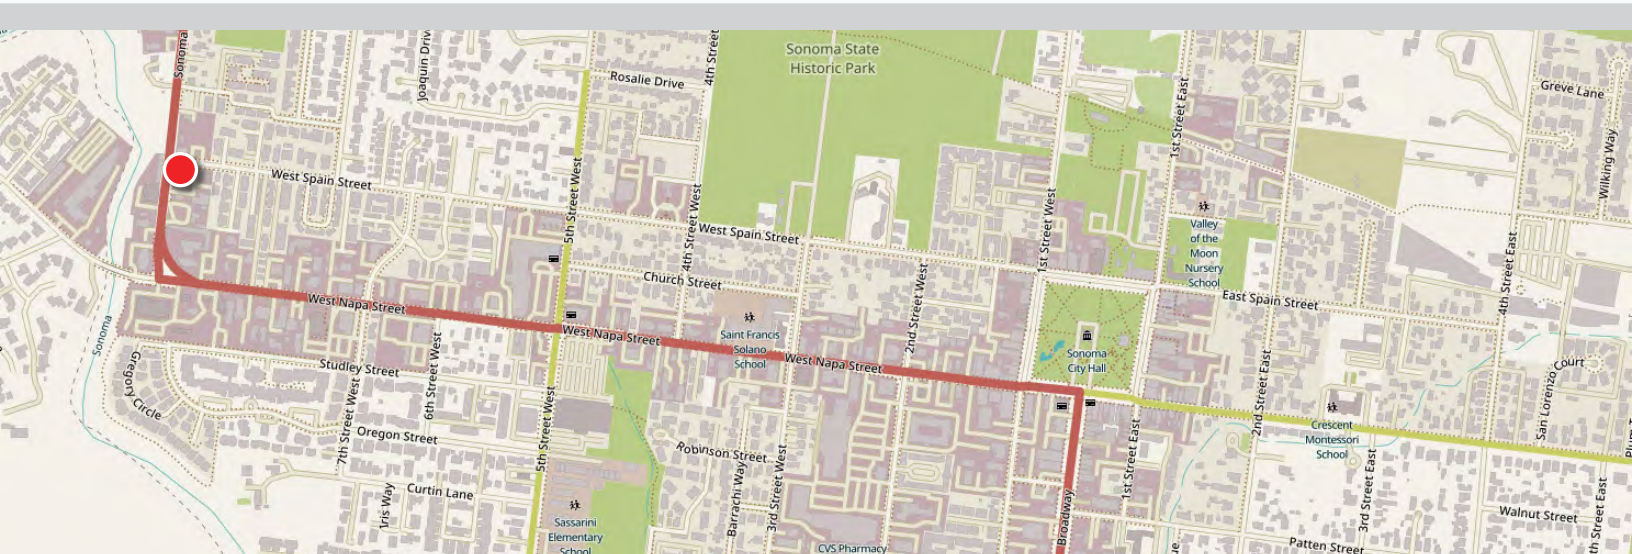 Sonoma
Joaquin Driv
4th Street
Rosalie Drive
Sonoma State
Historic Park
1st Street East
Greve Lane
Wilking Way
West Spain Street
5th Street West
4th Street West
West Spain Street
1st Street West
Valley
of the
Moon
Nursery
School
East Spain Street
4th Street East
Church Street
2nd Street West
West Napa Street
West Napa Street
Saint Francis
Solano
School
West Napa Street
Sonoma
City Hall
Sonoma
Gregory Circle
Studley Street
6th Street West
7th Street West
5th Street West
Oregon Street
Robinson Street
Barrachi Way
3rd Street West
Iris Way
Curtin Lane
Sassarini
Elementary
School
CVS Pharmacy
Broadway
1st Street East
2nd Street East
Crescent
Montessori
School
3rd Street East
San Lorenzo Court
Walnut Street
Patten Street
th Street East